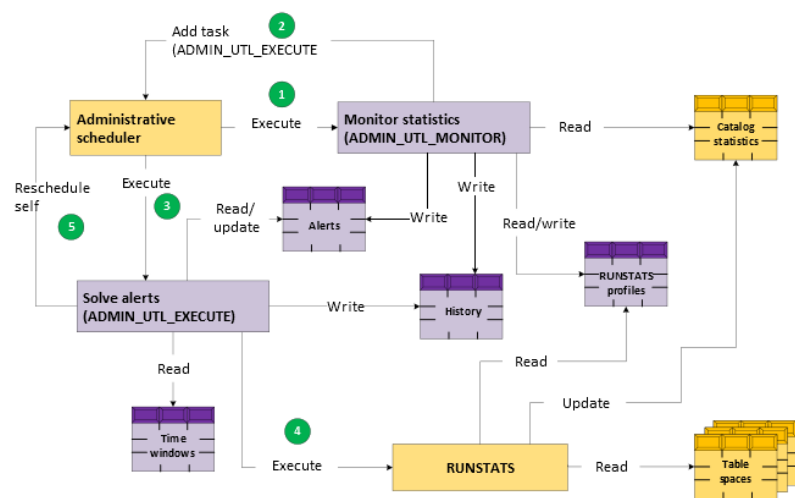 2
Add task
(ADMIN_UTL_EXECUTE
1
Administrative
scheduler
Execute
Monitor statistics
(ADMIN_UTL_MONITOR)
Read
Catalog
statistics
Reschedule
self
5
Execute
3
Read/
update
Alerts
Write
Write
Read/write
RUNSTATS
profiles
Solve alerts
(ADMIN_UTL_EXECUTE)
Write
History
Read
Read
Update
Time
windows
4
Execute
RUNSTATS
Read
Table
spaces